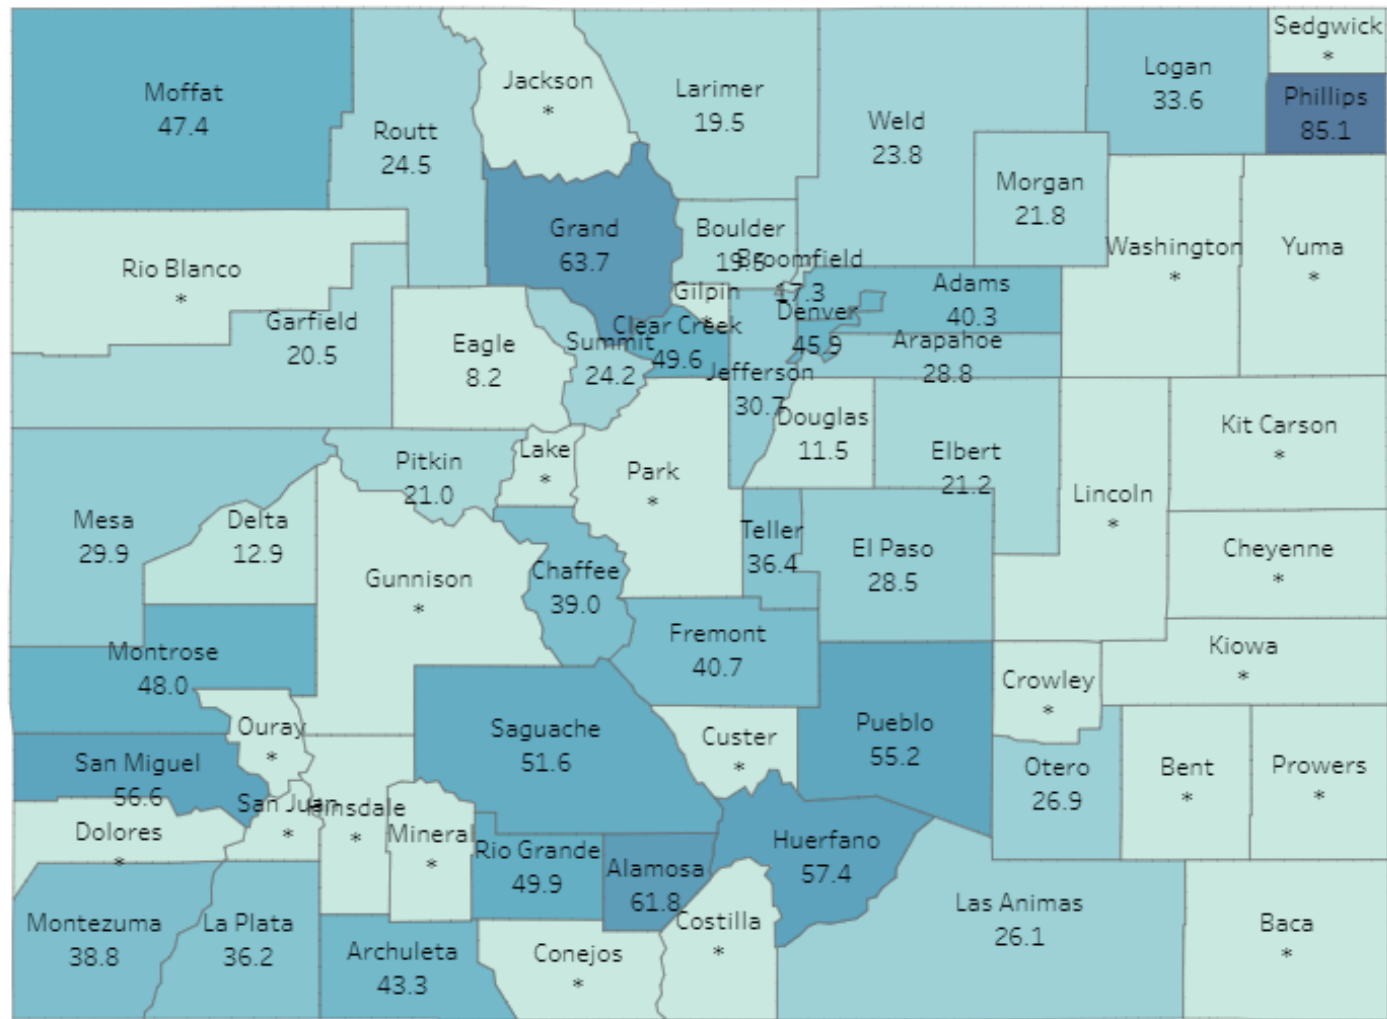 Sedgwick
*
Moffat
47.4
Jackson
*
Larimer
19.5
Logan
33.6
Phillips
85.1
Routt
24.5
Weld
23.8
Morgan
21.8
Grand
63.7
Boulder
Broomfield
17.3
Washington
*
Yuma
*
Rio Blanco
*
Gilpin
*
Adams
40.3
Garfield
20.5
Eagle
8.2
Summit
24.2
Clear Creek
49.6
Denver
45.9
Arapahoe
28.8
Jefferson
30.7
Douglas
11.5
Kit Carson
*
Pitkin
21.0
Lake
*
Park
*
Elbert
21.2
Lincoln
*
Mesa
29.9
Delta
12.9
Teller
36.4
El Paso
28.5
Cheyenne
*
Gunnison
*
Chaffee
39.0
Fremont
40.7
Montrose
48.0
Kiowa
*
Crowley
*
Ouray
*
Saguache
51.6
Custer
*
Pueblo
55.2
San Miguel
56.6
Otero
26.9
Bent
*
Prowers
*
San Juan
*
Hinsdale
*
Dolores
*
Mineral
*
Rio Grande
49.9
Alamosa
61.8
Huerfano
57.4
Montezuma
38.8
La Plata
36.2
Costilla
*
Las Animas
26.1
Baca
*
Archuleta
43.3
Conejos
*